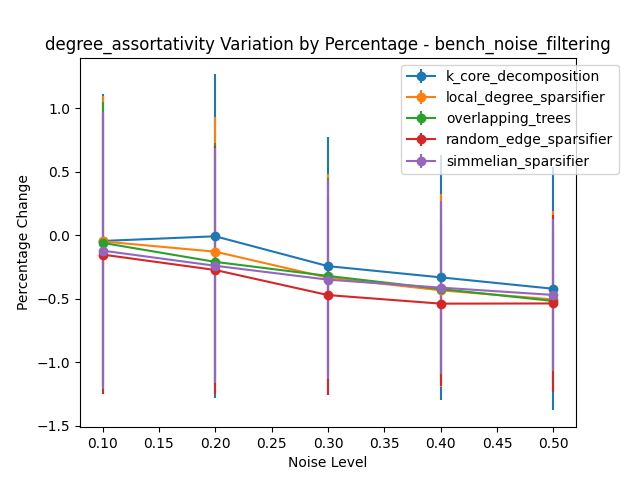 degree_assortativity Variation by Percentage - bench_noise_filtering
k_core_decomposition
local_degree_sparsifier
overlapping_trees
random_edge_sparsifier
simmelian_sparsifier
Percentage Change
1.0
0.5
0.0
−0.5
−1.0
−1.5
0.10 0.15 0.20 0.25 0.30 0.35 0.40 0.45 0.50
Noise Level